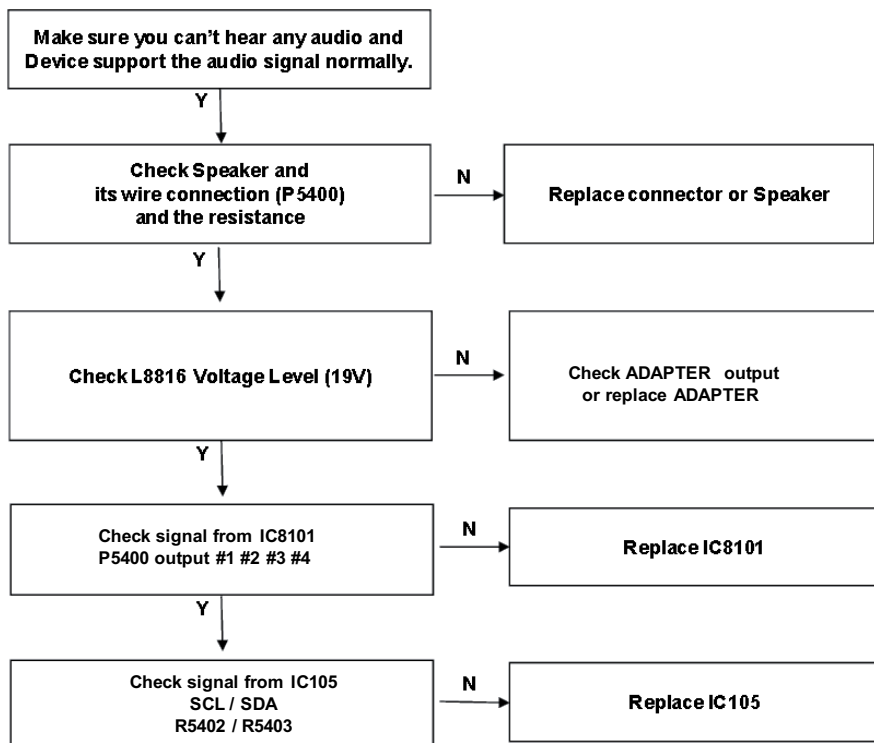 Make sure you can't hear any audio and
Device support the audio signal normally.
Y
Check Speaker and
its wire connection (P5400)
and the resistance
N
Replace connector or Speaker
Y
Check L8816 Voltage Level (19V)
N
Check ADAPTER output
or replace ADAPTER
Y
Check signal from IC8101
P5400 output #1 #2 #3 #4
N
Replace IC8101
Y
Check signal from IC105
SCL / SDA
R5402 / R5403
N
Replace IC105